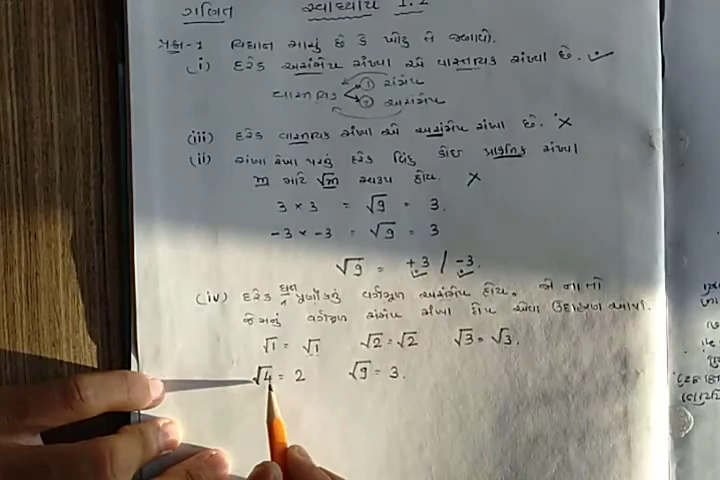 ગણિત સ્વાધ્યાય 1.2
પ્રશ્ન-1 વિધાન સાચું છે કે ખોટું તે જણાવો.
(i) દરેક અસંમેય સંખ્યા એ વાસ્તવિક સંખ્યા છે. ✓
① સંમેય
વાસ્તવિક
② અસંમેય
(iii) દરેક વાસ્તવિક સંખ્યા એ અસંમેય સંખ્યા છે. ×
(ii) સંખ્યા રેખા પરનું દરેક બિંદુ કોઇ પ્રાકૃતિક સંખ્યા
m માટે √m સ્વરૂપ હોય. ×
3 × 3 = √9 = 3.
-3 × -3 = √9 = 3
√9 = +3 / -3.
(iv) દરેક ધન પૂર્ણાંકનું વર્ગમૂળ અસંમેય હોય. જો ના તો
જેનું વર્ગમૂળ સંમેય સંખ્યા હોય એવા ઉદાહરણ આપો.
√1 = √1 √2 = √2 √3 = √3.
√4 = 2 √9 = 3.